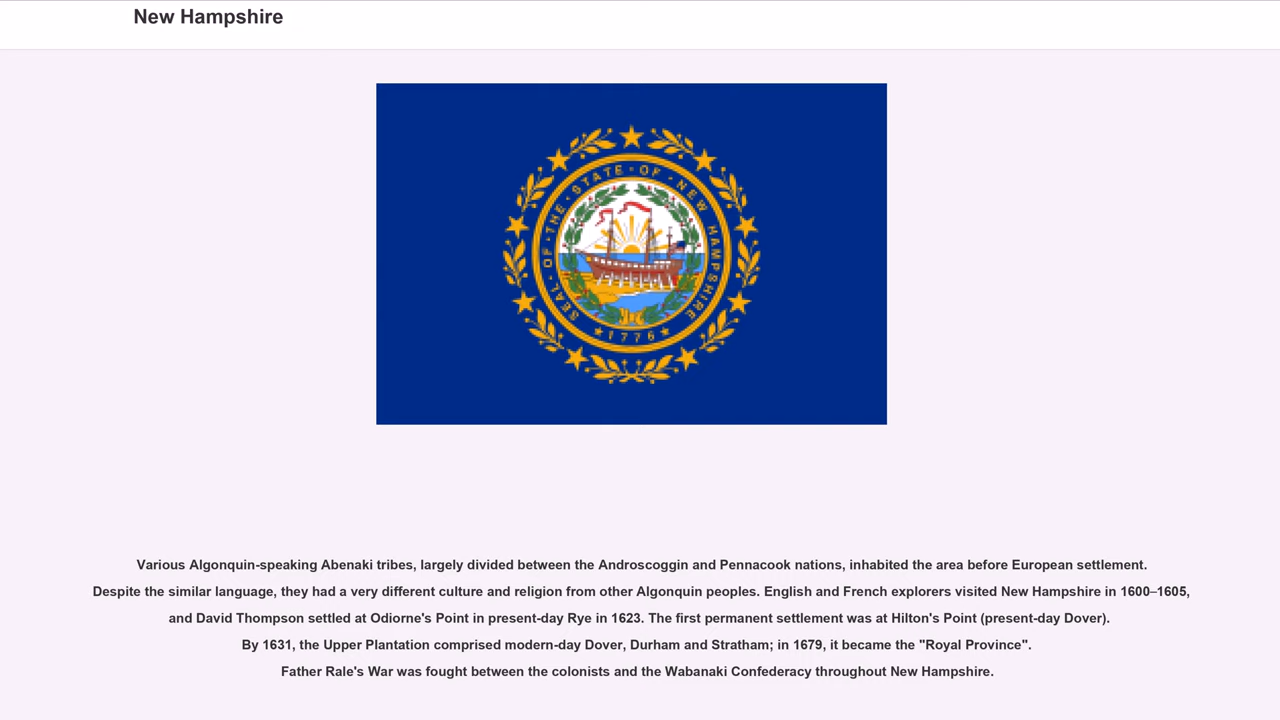 New Hampshire
SEAL · OF · THE · STATE · OF · NEW HAMPSHIRE
1776
Various Algonquin-speaking Abenaki tribes, largely divided between the Androscoggin and Pennacook nations, inhabited the area before European settlement.
Despite the similar language, they had a very different culture and religion from other Algonquin peoples. English and French explorers visited New Hampshire in 1600–1605,
and David Thompson settled at Odiorne's Point in present-day Rye in 1623. The first permanent settlement was at Hilton's Point (present-day Dover).
By 1631, the Upper Plantation comprised modern-day Dover, Durham and Stratham; in 1679, it became the "Royal Province".
Father Rale's War was fought between the colonists and the Wabanaki Confederacy throughout New Hampshire.